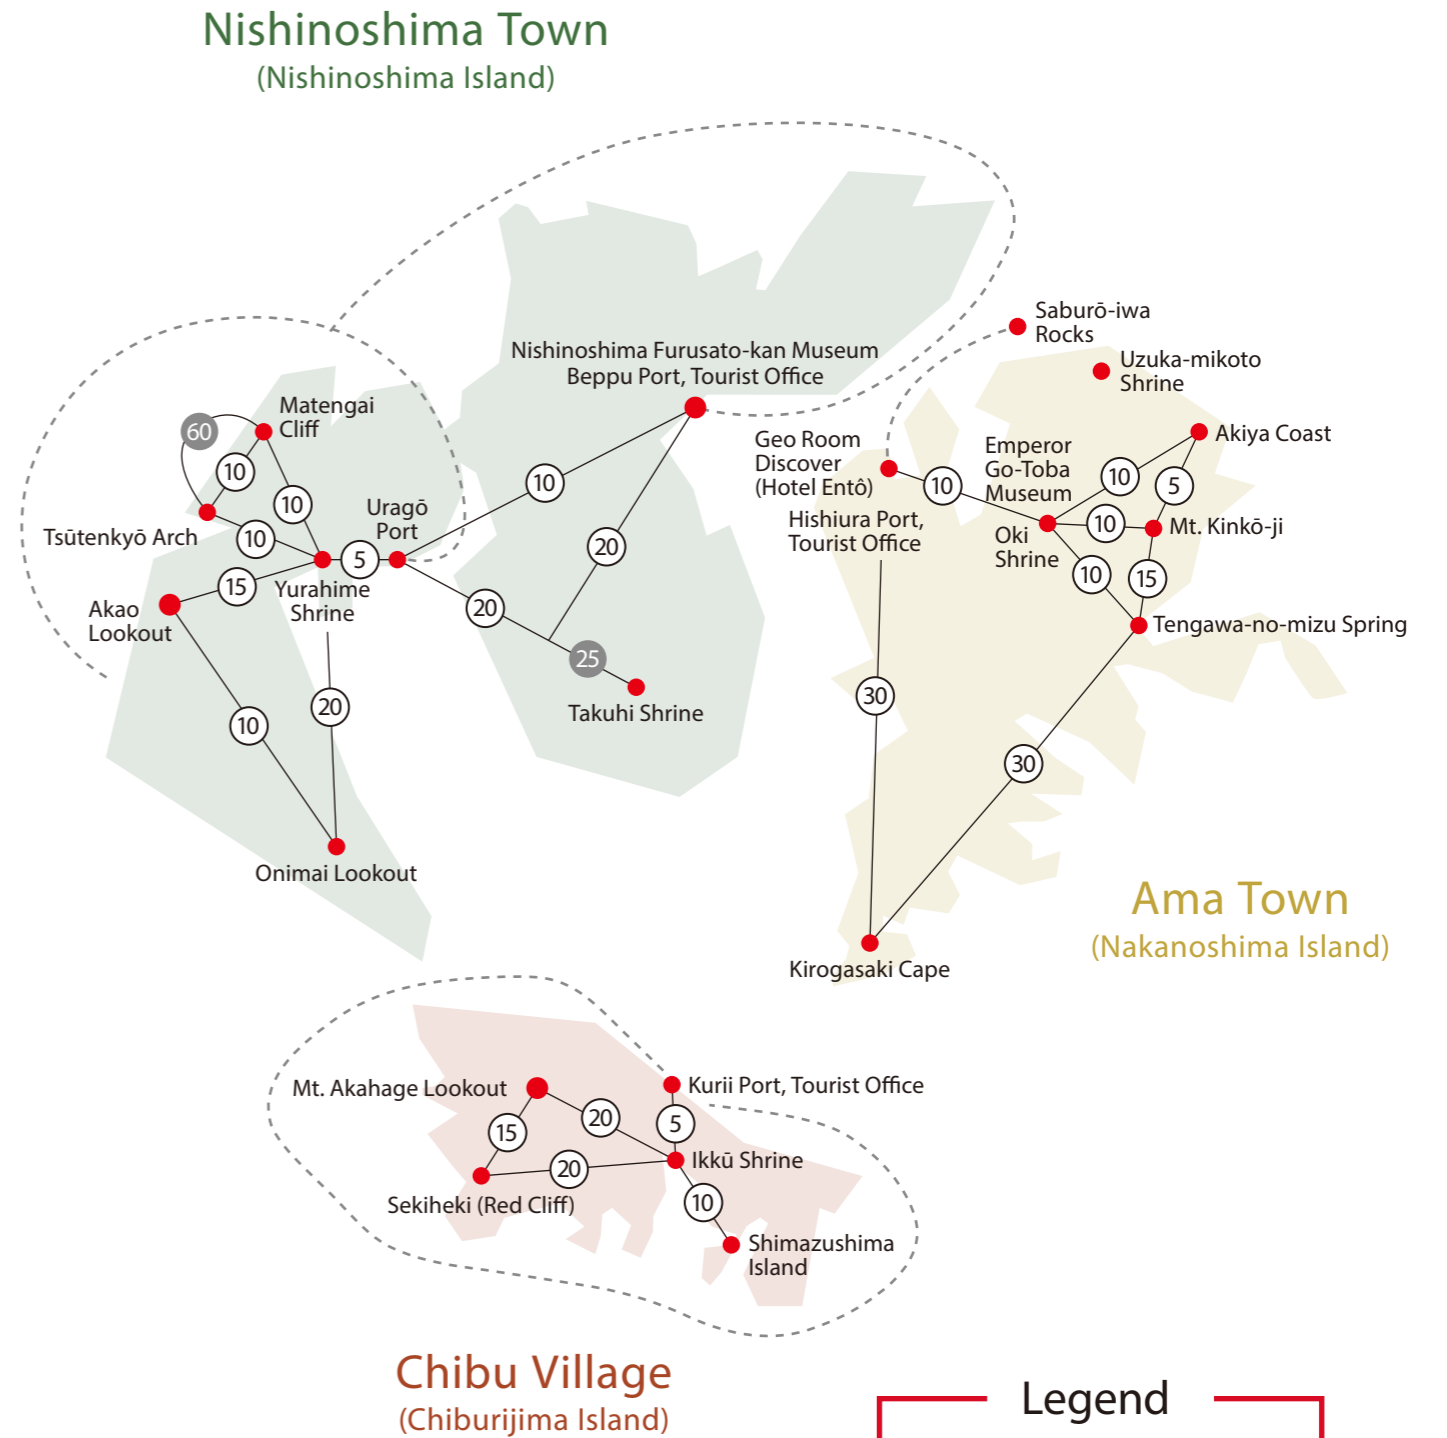 Nishinoshima Town
(Nishinoshima Island)
Saburō-iwa
Rocks
Uzuka-mikoto
Shrine
Nishinoshima Furusato-kan Museum
Beppu Port, Tourist Office
Matengai
Cliff
60
10
10
Tsūtenkyō Arch
10
Uragō
Port
5
10
20
Yurahime
Shrine
15
Akao
Lookout
20
25
Takuhi Shrine
20
10
Onimai Lookout
Geo Room
Discover
(Hotel Entô)
Hishiura Port,
Tourist Office
10
Emperor
Go-Toba
Museum
Oki
Shrine
Akiya Coast
10
5
10
Mt. Kinkō-ji
10
15
Tengawa-no-mizu Spring
30
30
Kirogasaki Cape
Ama Town
(Nakanoshima Island)
Mt. Akahage Lookout
Kurii Port, Tourist Office
15
20
5
20
Ikkū Shrine
Sekiheki (Red Cliff)
10
Shimazushima
Island
Chibu Village
(Chiburijima Island)
Legend